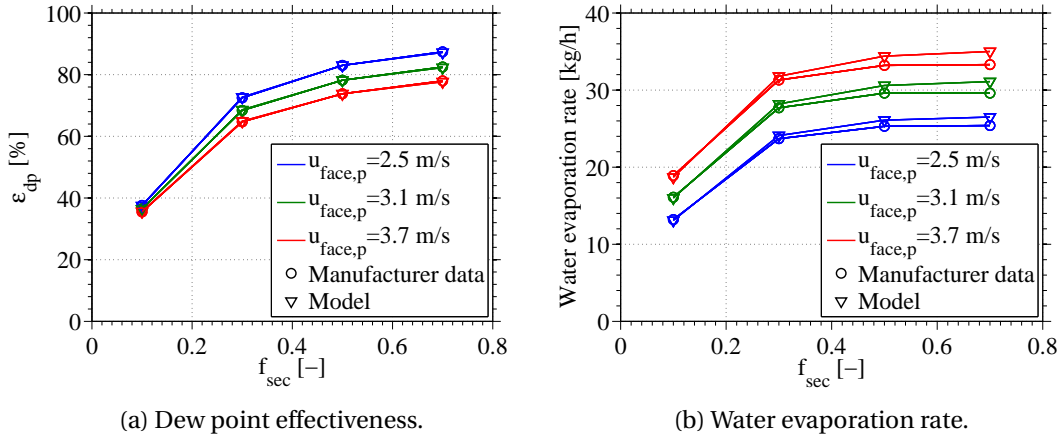 100
80
60
40
20
0
ε_dp [%]
0 0.2 0.4 0.6 0.8
f_sec [–]
u_face,p=2.5 m/s
u_face,p=3.1 m/s
u_face,p=3.7 m/s
Manufacturer data
Model
(a) Dew point effectiveness.
40
30
20
10
0
Water evaporation rate [kg/h]
0 0.2 0.4 0.6 0.8
f_sec [–]
u_face,p=2.5 m/s
u_face,p=3.1 m/s
u_face,p=3.7 m/s
Manufacturer data
Model
(b) Water evaporation rate.